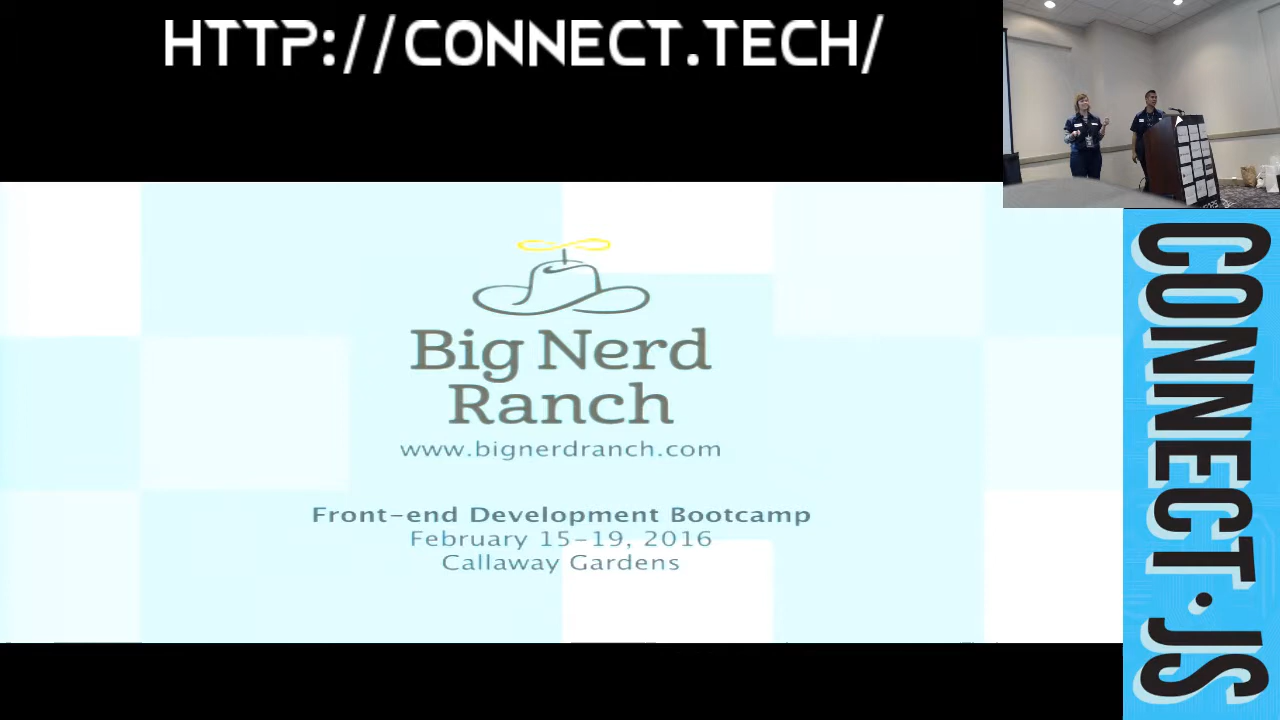 HTTP://CONNECT.TECH/
Big Nerd
Ranch
www.bignerdranch.com
Front-end Development Bootcamp
February 15-19, 2016
Callaway Gardens
CONNECT·JS